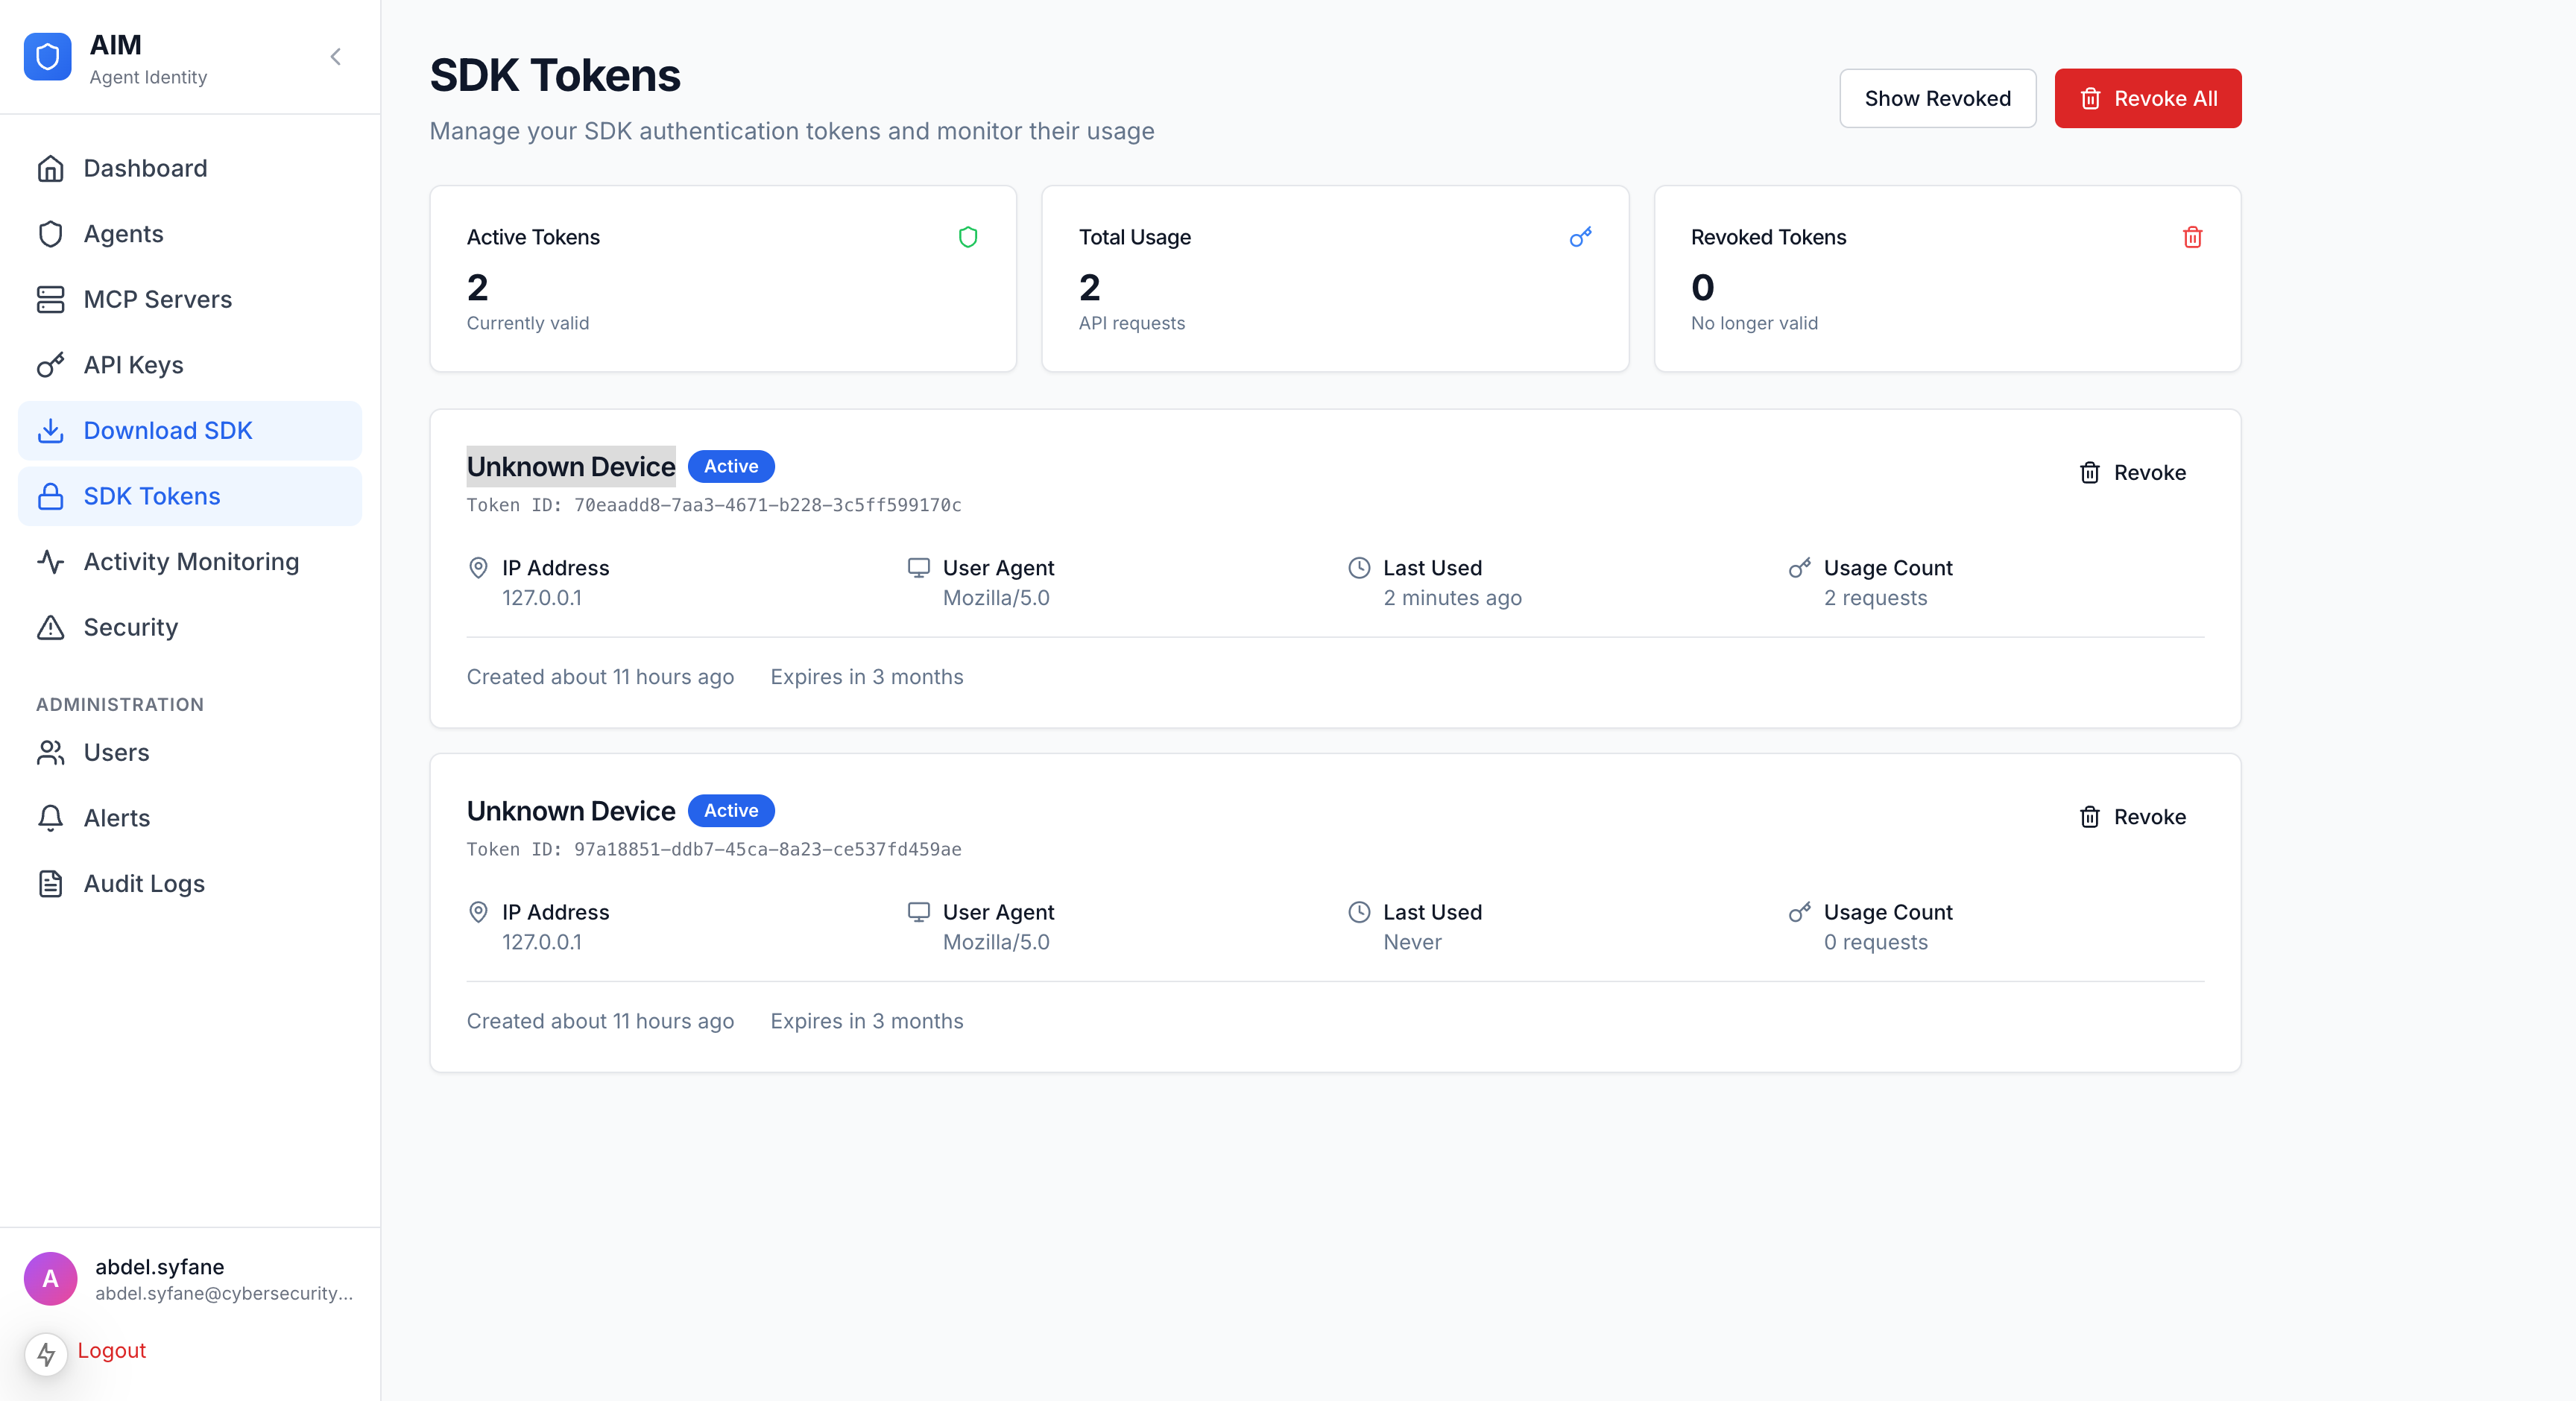 AIM
Agent Identity
Dashboard
Agents
MCP Servers
API Keys
Download SDK
SDK Tokens
Activity Monitoring
Security
ADMINISTRATION
Users
Alerts
Audit Logs
A
abdel.syfane
abdel.syfane@cybersecurity...
Logout
SDK Tokens
Manage your SDK authentication tokens and monitor their usage
Show Revoked
Revoke All
Active Tokens
2
Currently valid
Total Usage
2
API requests
Revoked Tokens
0
No longer valid
Unknown Device Active
Revoke
Token ID: 70eaadd8-7aa3-4671-b228-3c5ff599170c
IP Address
127.0.0.1
User Agent
Mozilla/5.0
Last Used
2 minutes ago
Usage Count
2 requests
Created about 11 hours ago Expires in 3 months
Unknown Device Active
Revoke
Token ID: 97a18851-ddb7-45ca-8a23-ce537fd459ae
IP Address
127.0.0.1
User Agent
Mozilla/5.0
Last Used
Never
Usage Count
0 requests
Created about 11 hours ago Expires in 3 months